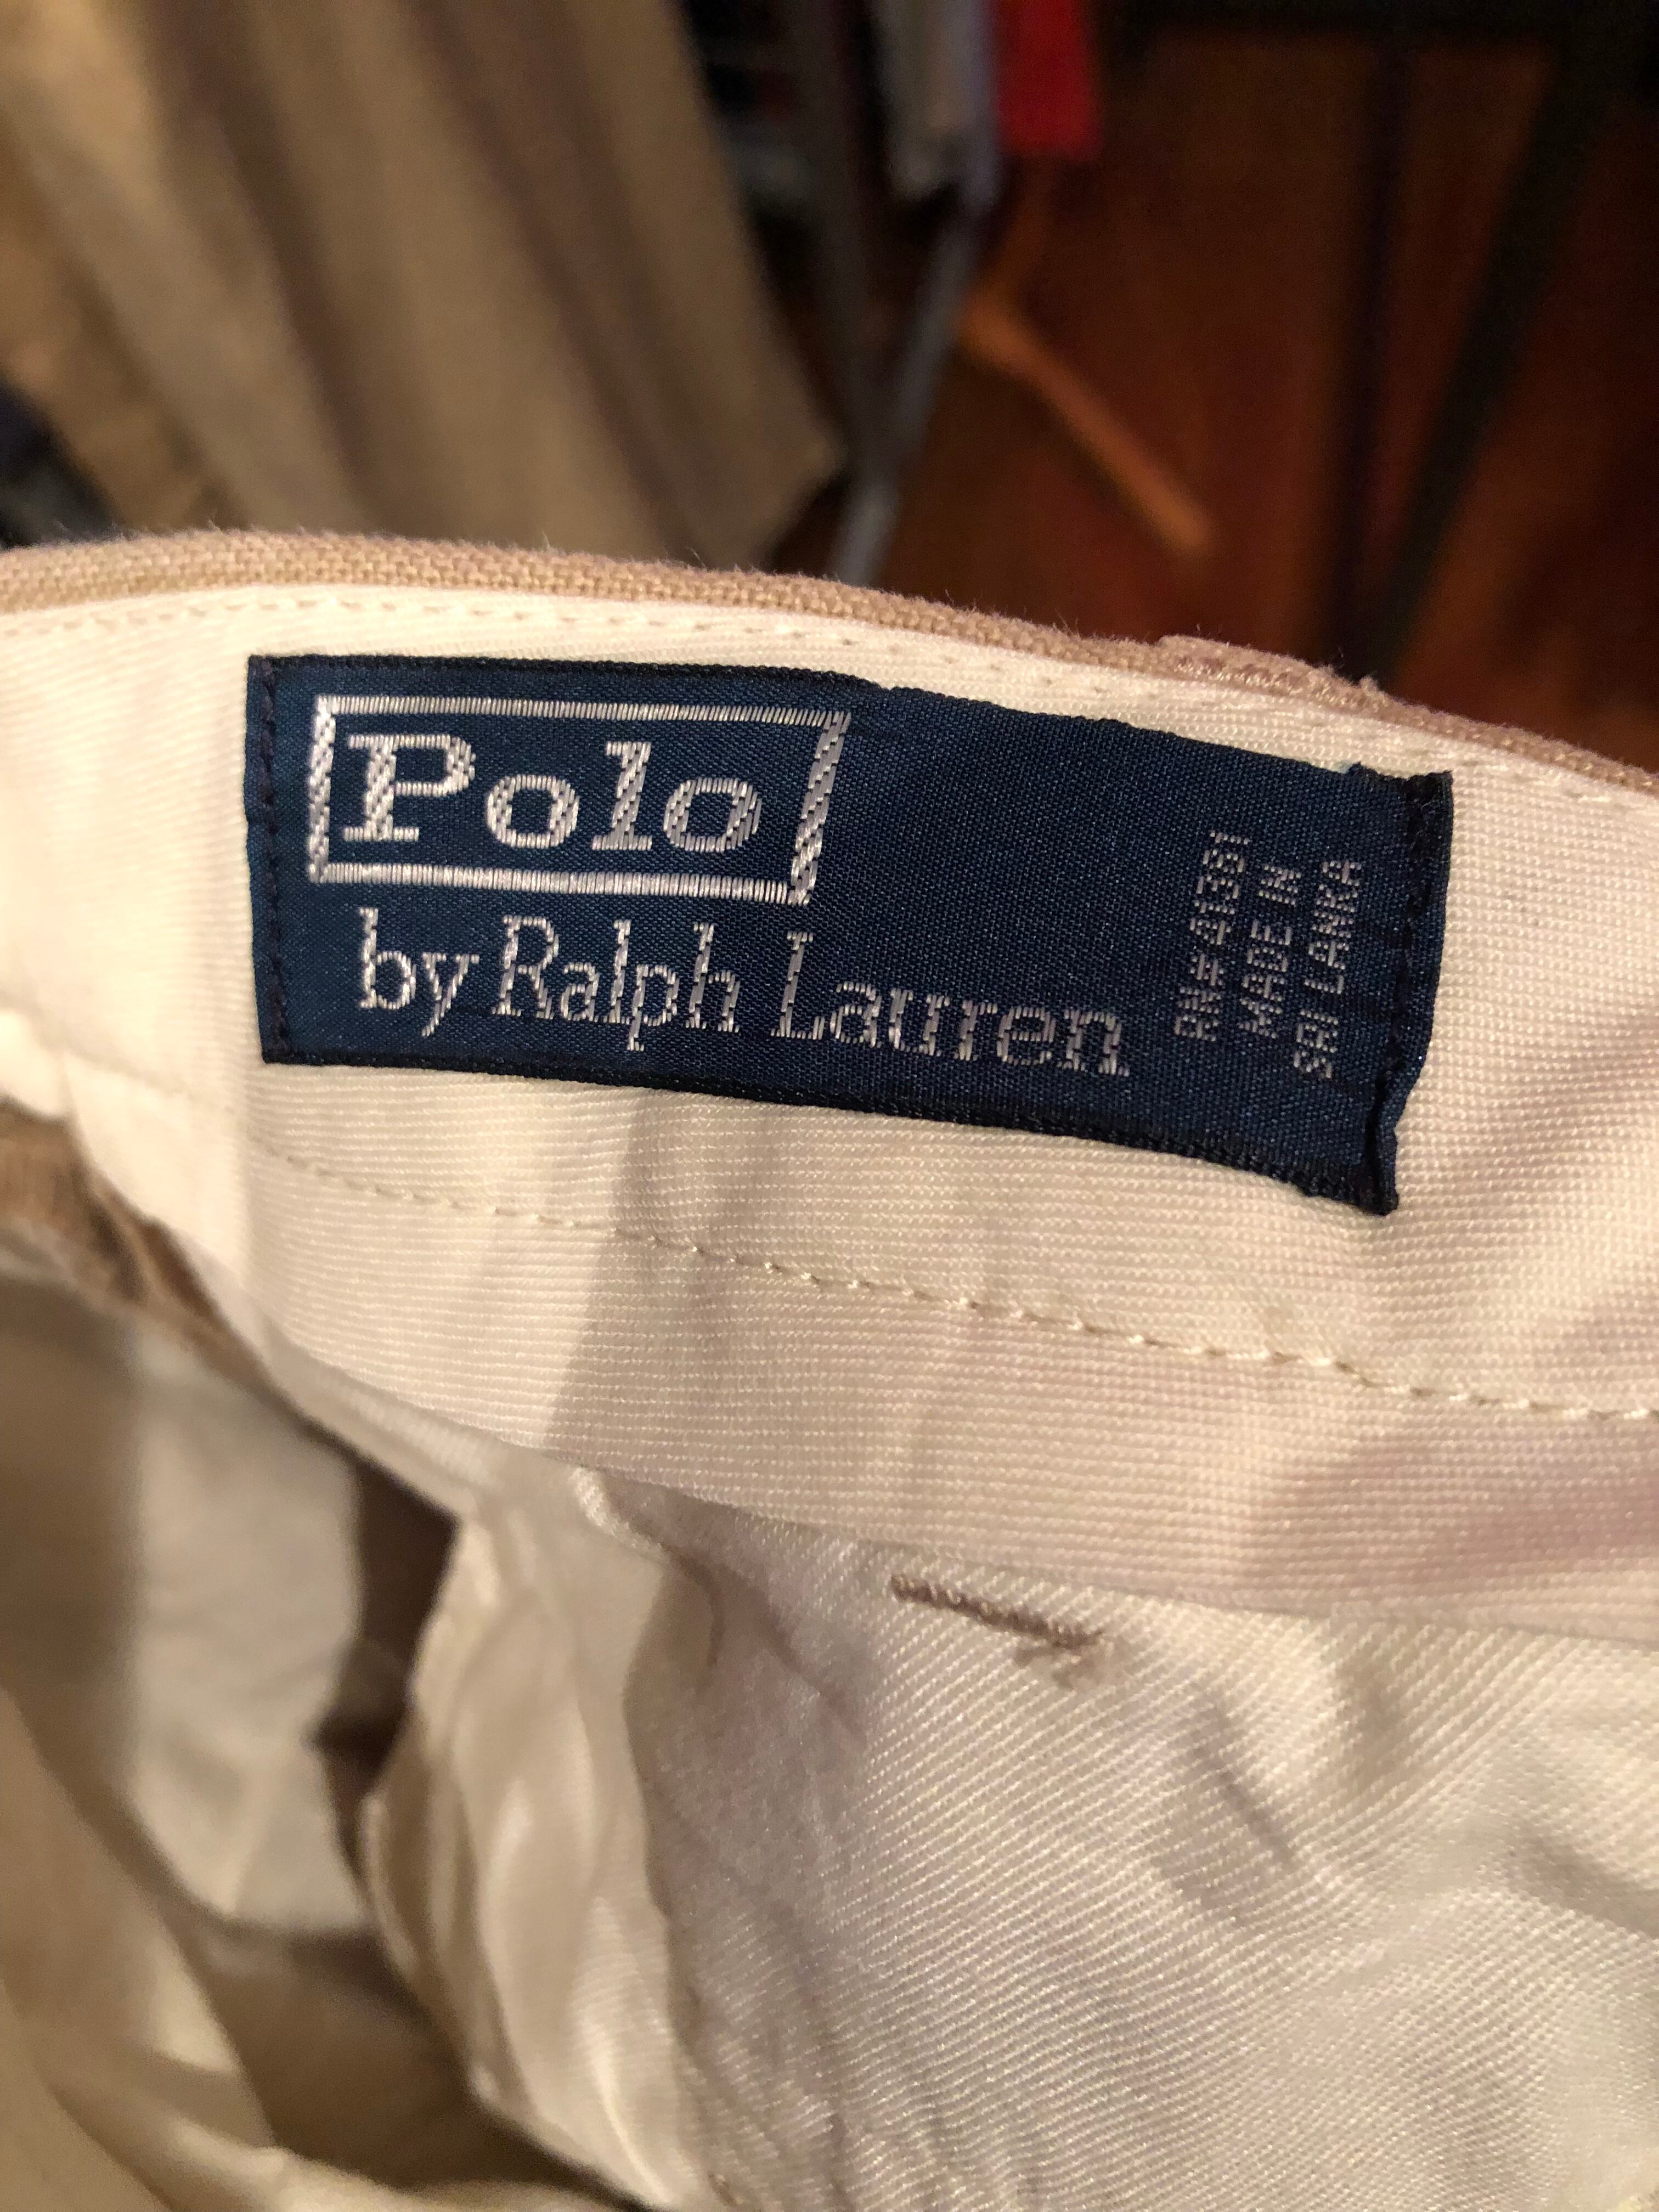 Polo
by Ralph Lauren
RN#41381
MADE IN
SRI LANKA